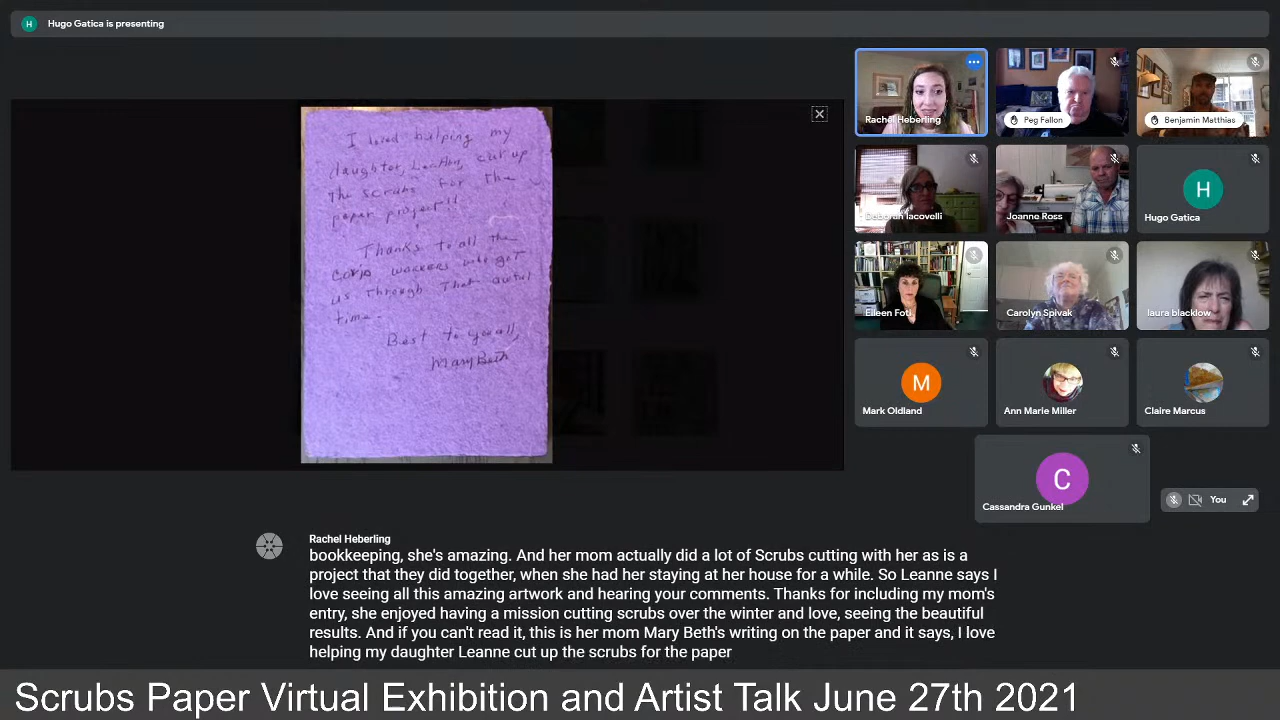 Hugo Gatica is presenting
I loved helping my
daughter cut up
the scrubs for the
paper project!!
Thanks to all the
workers who got
us through that awful
time.
Best to you all,
Mary Beth
Rachel Heberling
Peg Fallon
Benjamin Matthias
Deborah Iacovelli
Joanne Ross
H
Hugo Gatica
Eileen Foti
Carolyn Spivak
laura blacklow
M
Mark Oldland
Ann Marie Miller
Claire Marcus
C
Cassandra Gunkel
You
Rachel Heberling
bookkeeping, she's amazing. And her mom actually did a lot of Scrubs cutting with her as is a
project that they did together, when she had her staying at her house for a while. So Leanne says I
love seeing all this amazing artwork and hearing your comments. Thanks for including my mom's
entry, she enjoyed having a mission cutting scrubs over the winter and love, seeing the beautiful
results. And if you can't read it, this is her mom Mary Beth's writing on the paper and it says, I love
helping my daughter Leanne cut up the scrubs for the paper
Scrubs Paper Virtual Exhibition and Artist Talk June 27th 2021